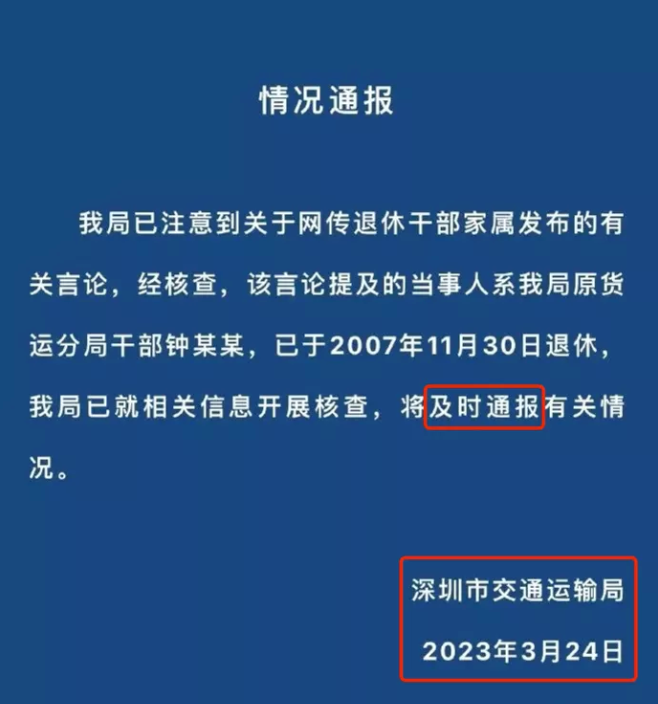 情况通报
我局已注意到关于网传退休干部家属发布的有
关言论，经核查，该言论提及的当事人系我局原货
运分局干部钟某某，已于2007年11月30日退休，
我局已就相关信息开展核查，将及时通报有关情
况。
深圳市交通运输局
2023年3月24日